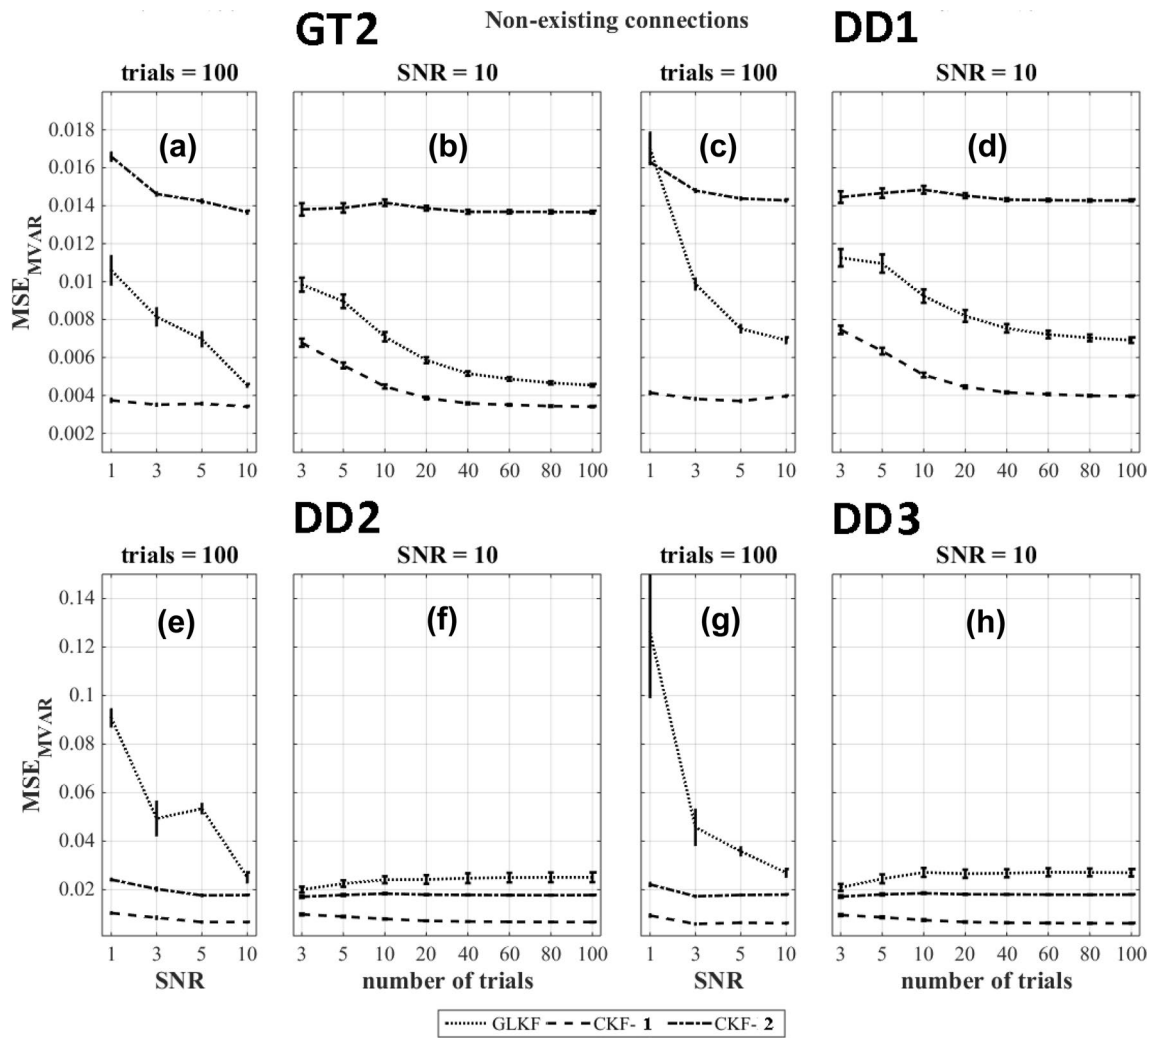 Non-existing connections
GT2
DD1
trials = 100
SNR = 10
trials = 100
SNR = 10
(a)
(b)
(c)
(d)
MSE_MVAR
0.018
0.016
0.014
0.012
0.01
0.008
0.006
0.004
0.002
1 3 5 10
3 5 10 20 40 60 80 100
1 3 5 10
3 5 10 20 40 60 80 100
DD2
DD3
trials = 100
SNR = 10
trials = 100
SNR = 10
(e)
(f)
(g)
(h)
MSE_MVAR
0.14
0.12
0.1
0.08
0.06
0.04
0.02
1 3 5 10
3 5 10 20 40 60 80 100
1 3 5 10
3 5 10 20 40 60 80 100
SNR
number of trials
SNR
number of trials
GLKF CKF- 1 CKF- 2